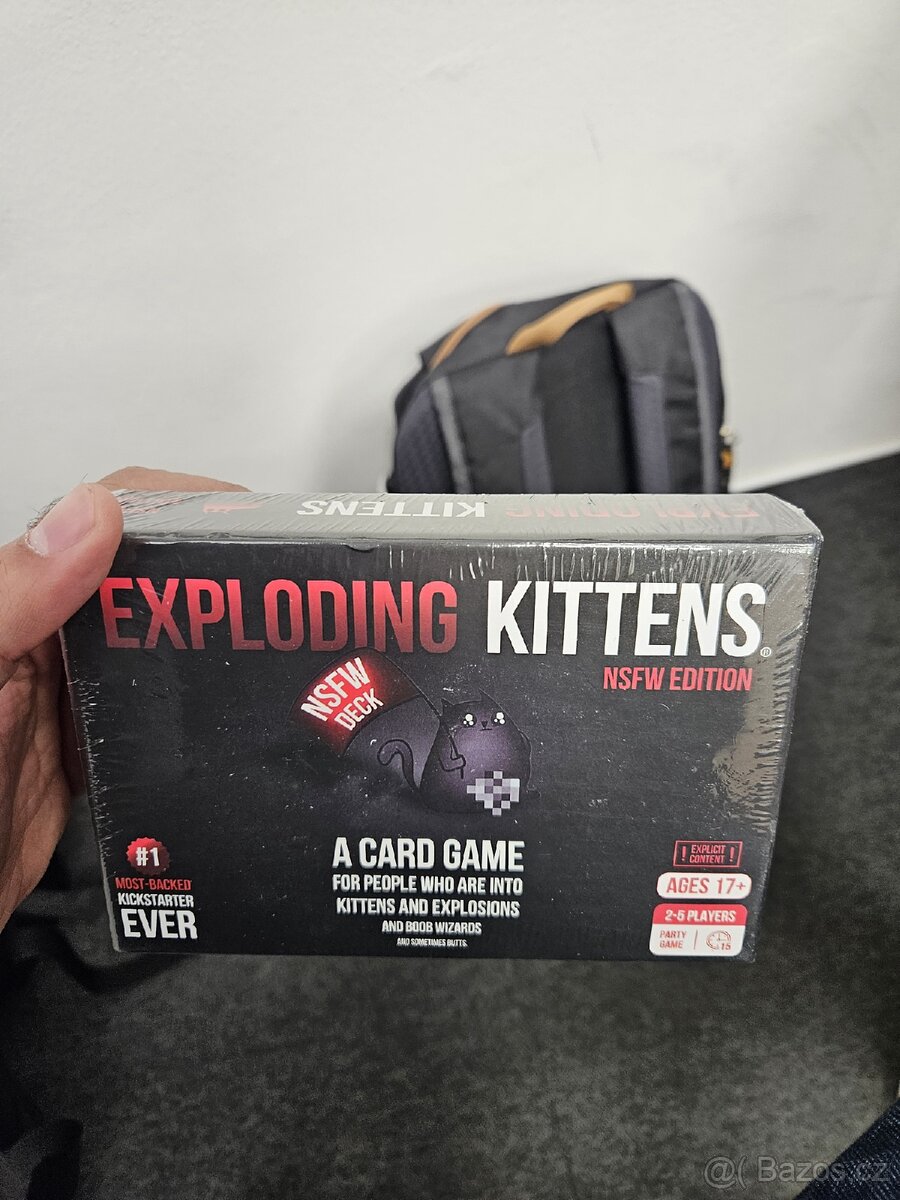 EXPLODING KITTENS
EXPLODING KITTENS®
NSFW EDITION
NSFW
DECK
#1
MOST-BACKED
KICKSTARTER
EVER
A CARD GAME
FOR PEOPLE WHO ARE INTO
KITTENS AND EXPLOSIONS
AND BOOB WIZARDS
AND SOMETIMES BUTTS.
! EXPLICIT
CONTENT !
AGES 17+
2-5 PLAYERS
PARTY
GAME
15
@( Bazos.cz